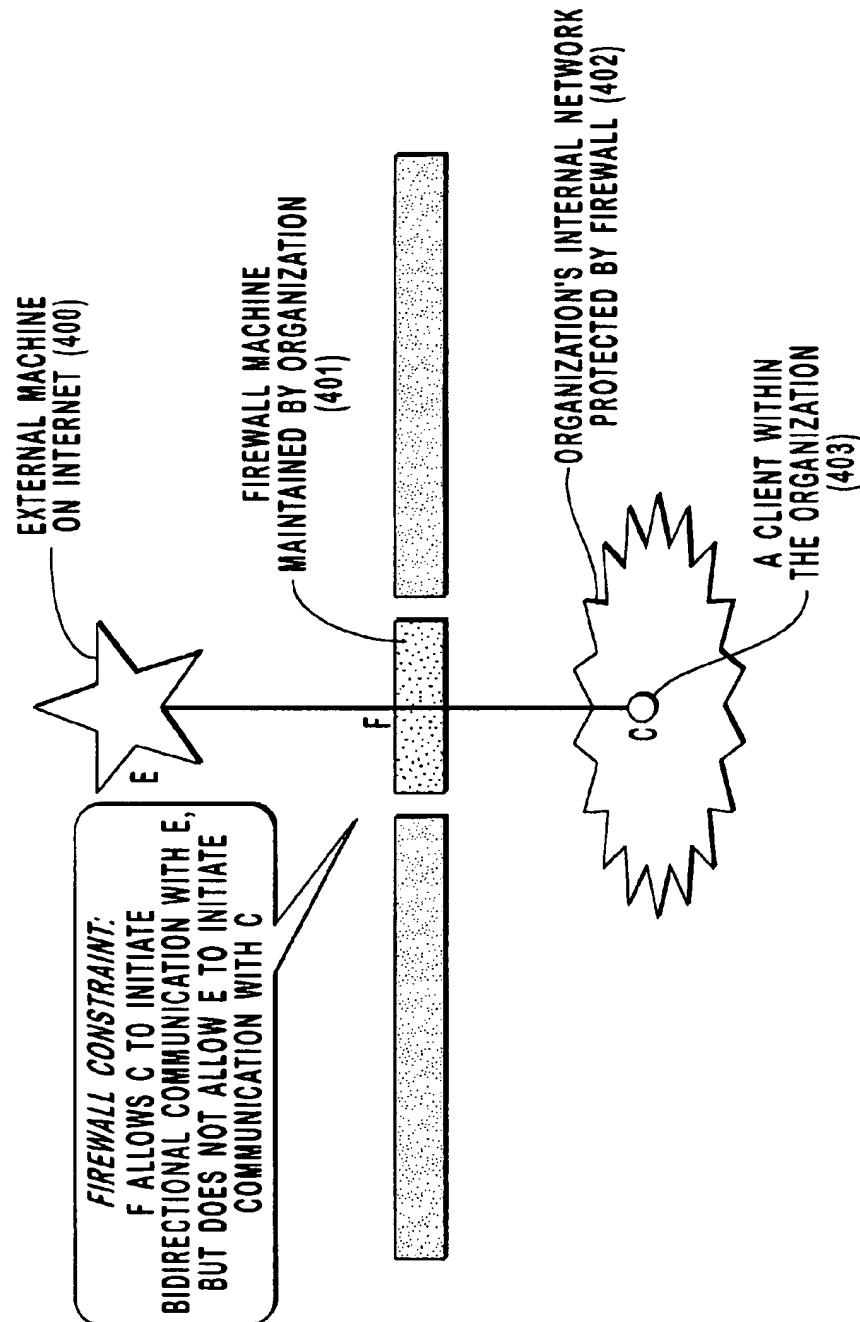 FIREWALL CONSTRAINT:
F ALLOWS C TO INITIATE
BIDIRECTIONAL COMMUNICATION WITH E,
BUT DOES NOT ALLOW E TO INITIATE
COMMUNICATION WITH C
E
EXTERNAL MACHINE
ON INTERNET (400)
F
FIREWALL MACHINE
MAINTAINED BY ORGANIZATION
(401)
C
ORGANIZATION'S INTERNAL NETWORK
PROTECTED BY FIREWALL (402)
A CLIENT WITHIN
THE ORGANIZATION
(403)